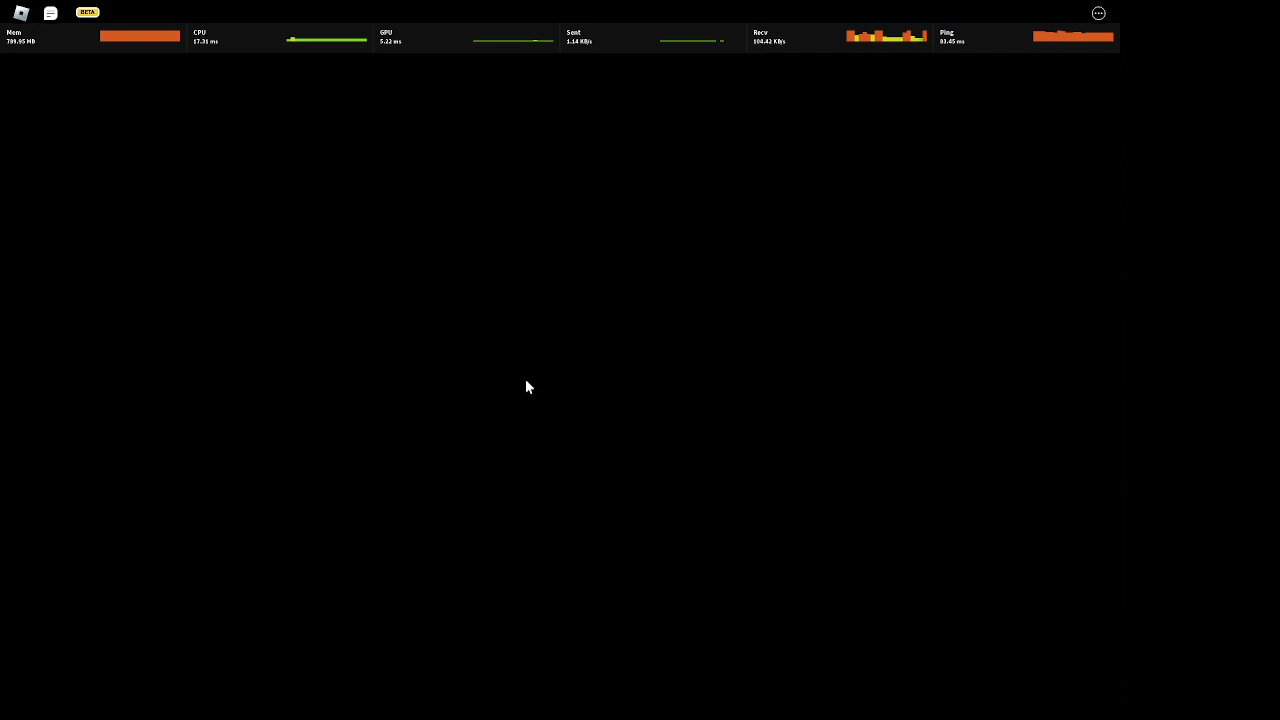 BETA
Mem
789.95 MB
CPU
17.31 ms
GPU
5.22 ms
Sent
1.14 KB/s
Recv
104.42 KB/s
Ping
83.45 ms